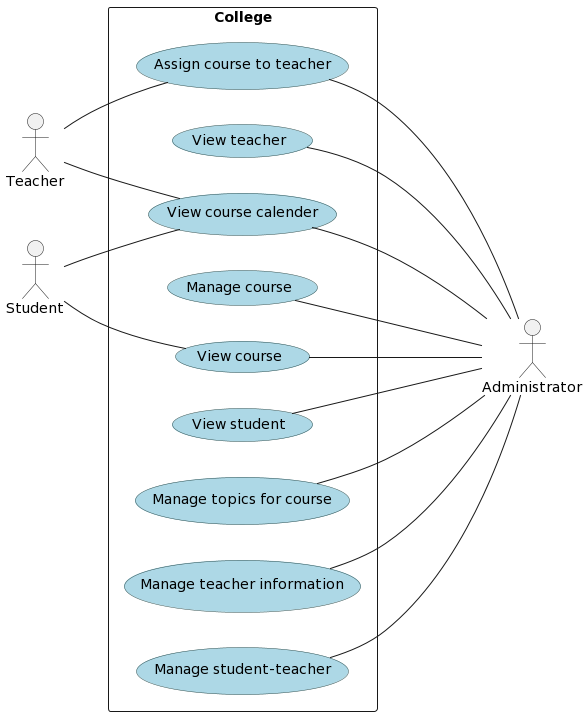 College
Assign course to teacher
View teacher
Teacher
View course calender
Manage course
Student
View course
Administrator
View student
Manage topics for course
Manage teacher information
Manage student-teacher